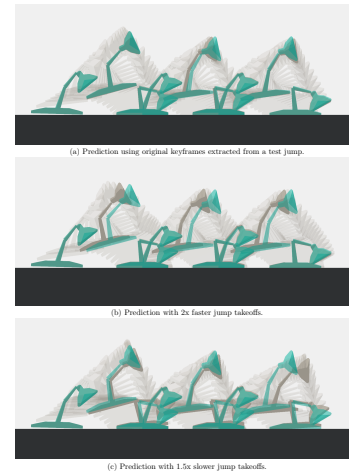 (a) Prediction using original keyframes extracted from a test jump.
(b) Prediction with 2x faster jump takeoffs.
(c) Prediction with 1.5x slower jump takeoffs.